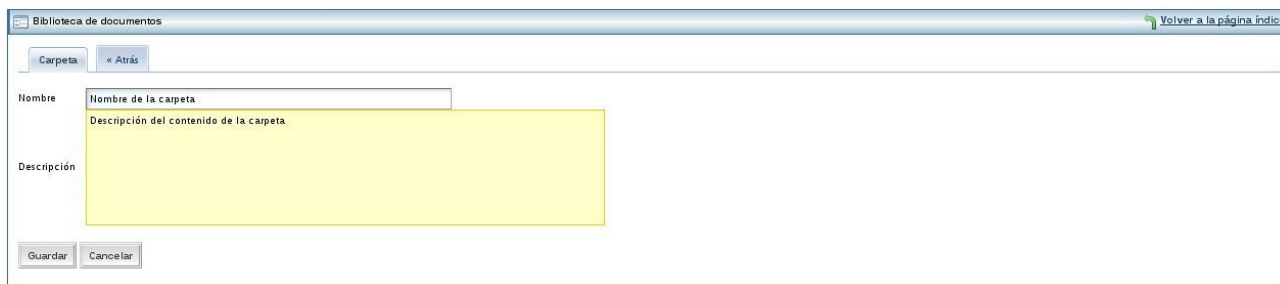 Biblioteca de documentos
Volver a la página índic
Carpeta
« Atrás
Nombre
Nombre de la carpeta
Descripción del contenido de la carpeta
Descripción
Guardar
Cancelar